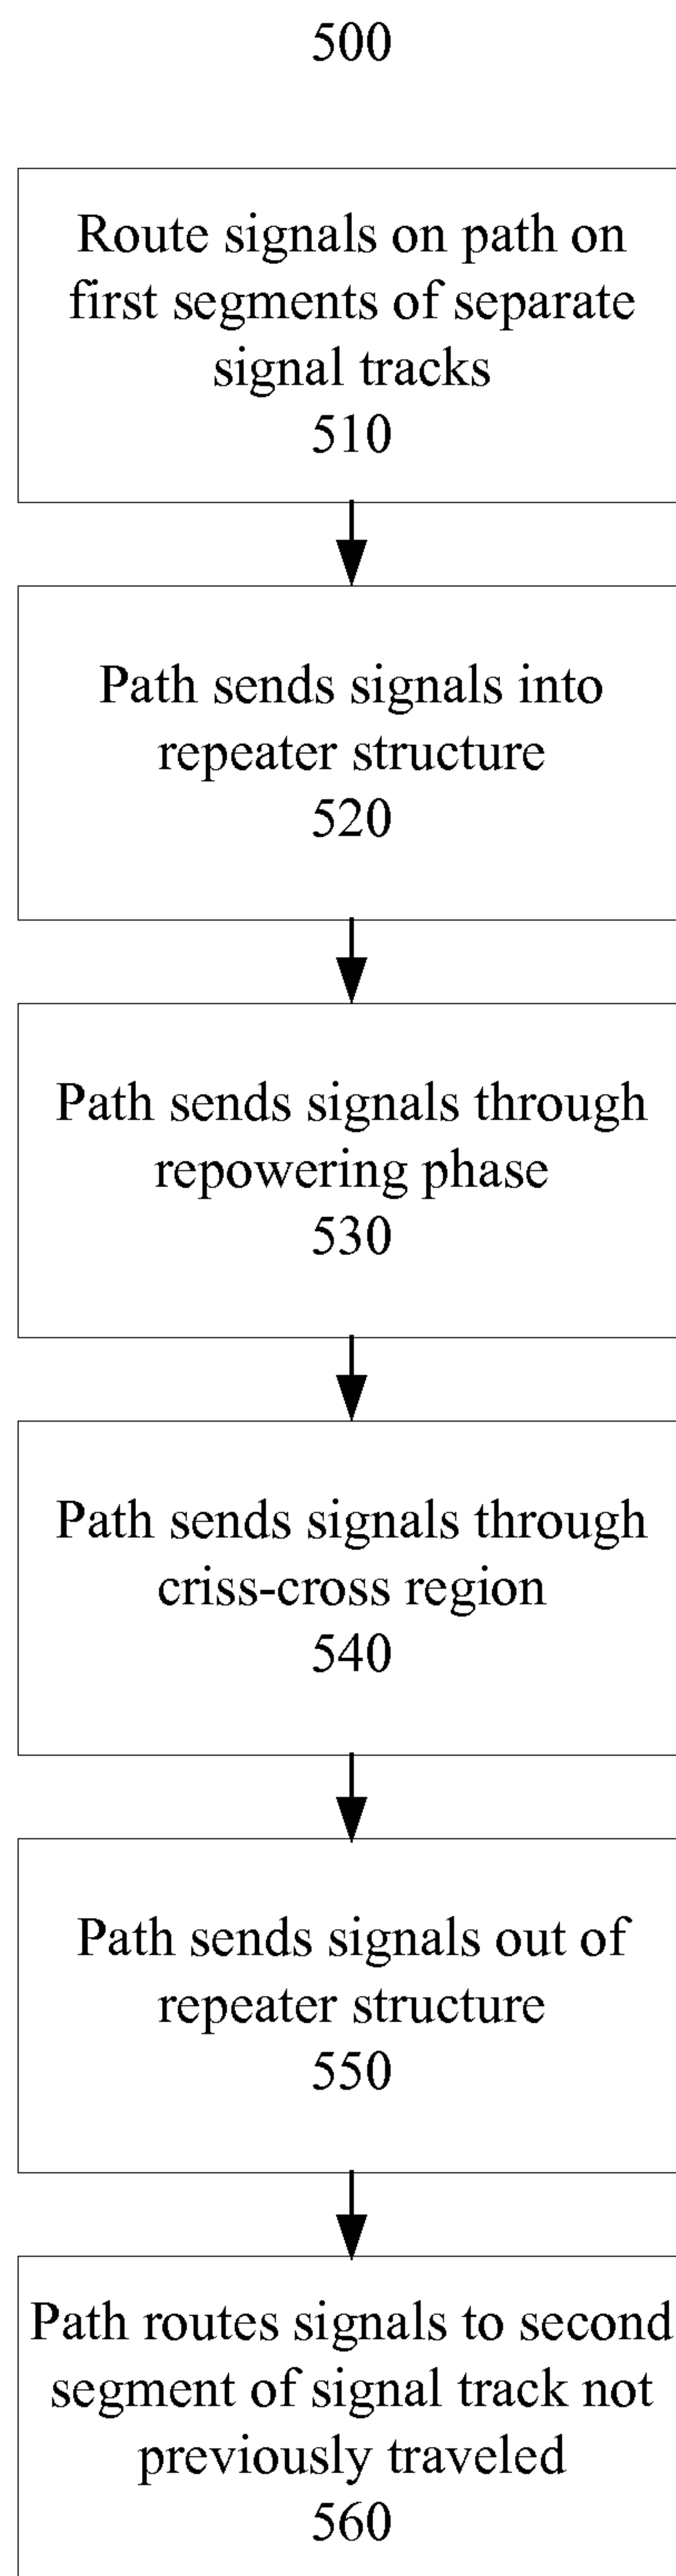 500
Route signals on path on
first segments of separate
signal tracks
510
Path sends signals into
repeater structure
520
Path sends signals through
repowering phase
530
Path sends signals through
criss-cross region
540
Path sends signals out of
repeater structure
550
Path routes signals to second
segment of signal track not
previously traveled
560